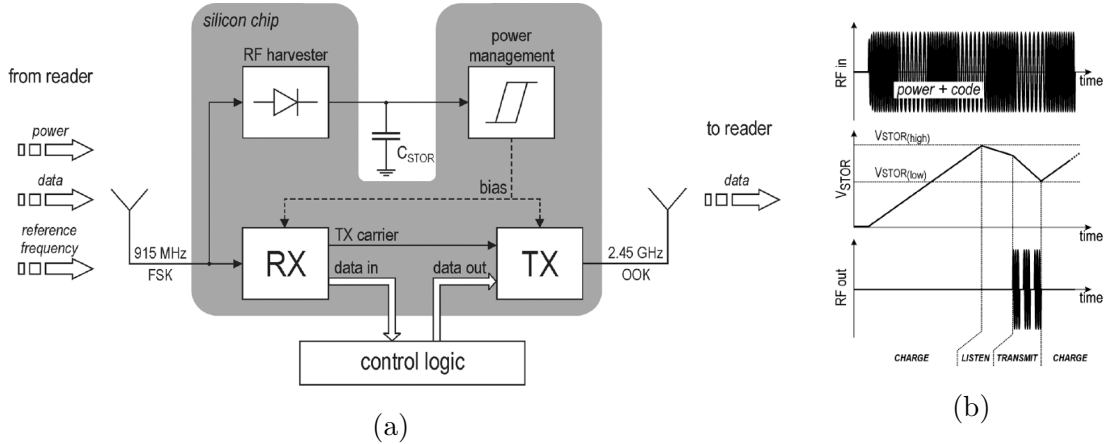 silicon chip
from reader
power
data
reference
frequency
RF harvester
power
management
C_STOR
bias
915 MHz
FSK
RX
TX carrier
data in
data out
TX
2.45 GHz
OOK
to reader
data
control logic
(a)
RF in
power + code
time
V_STOR
VSTOR(high)
VSTOR(low)
time
RF out
time
CHARGE
LISTEN
TRANSMIT
CHARGE
(b)